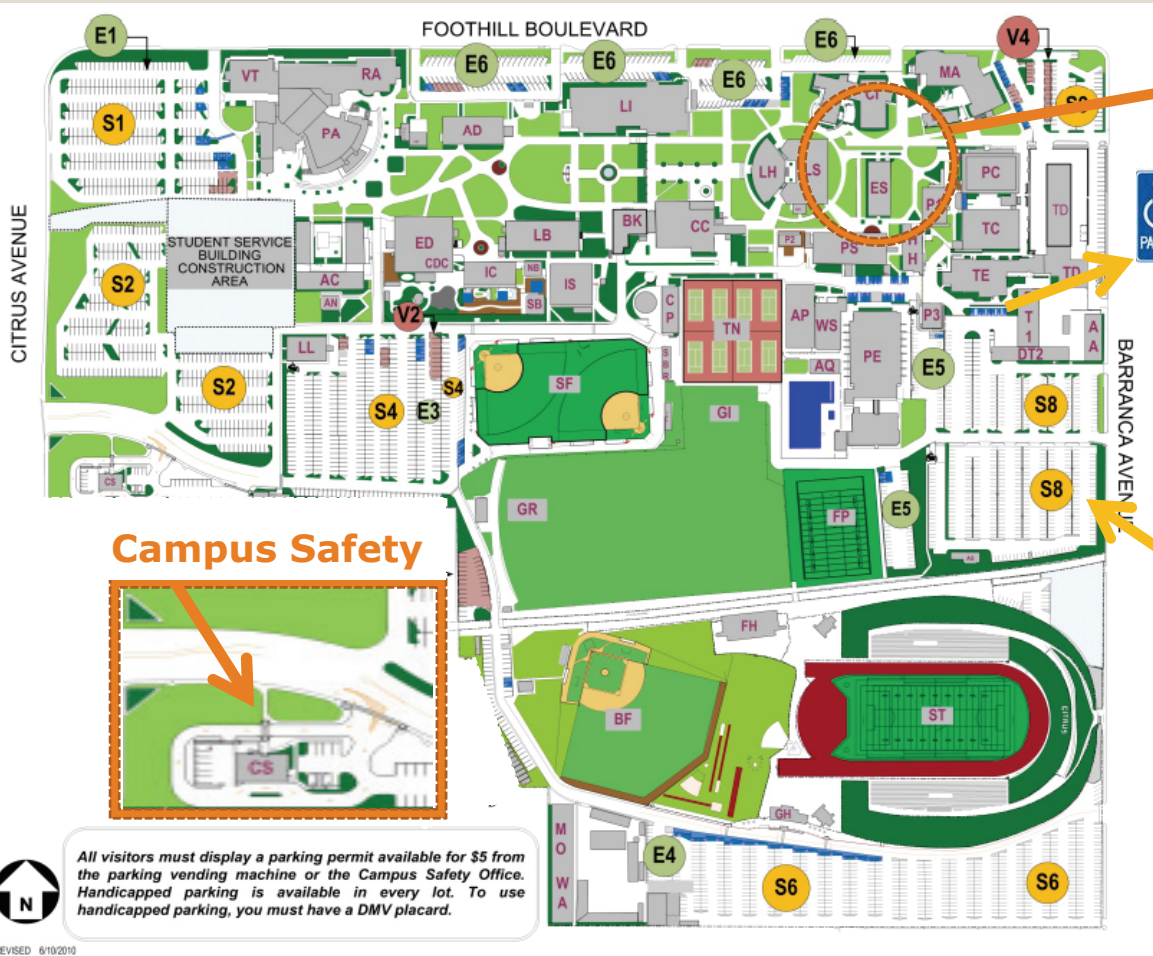 FOOTHILL BOULEVARD
E1
E6
E6
E6
E6
V4
VT
RA
MA
CI
S1
S8
PA
AD
LI
LH
LS
ES
PC
P1
TD
CITRUS AVENUE
STUDENT SERVICE
BUILDING
CONSTRUCTION
AREA
ED
CDC
LB
BK
CC
P2
PS
H
H
TC
S2
AC
AN
IC
NB
SB
IS
TE
TD
V2
C
P
TN
AP
WS
P3
T
1
DT2
A
A
LL
S
B
R
AQ
PE
E5
BARRANCA AVENUE
S2
S4
E3
S4
SF
GI
S8
CS
GR
FP
E5
S8
Campus Safety
FH
BF
ST
CITRUS
CS
GH
M
O
W
A
E4
S6
S6
All visitors must display a parking permit available for $5 from
the parking vending machine or the Campus Safety Office.
Handicapped parking is available in every lot. To use
handicapped parking, you must have a DMV placard.
N
EVISED 6/10/2010